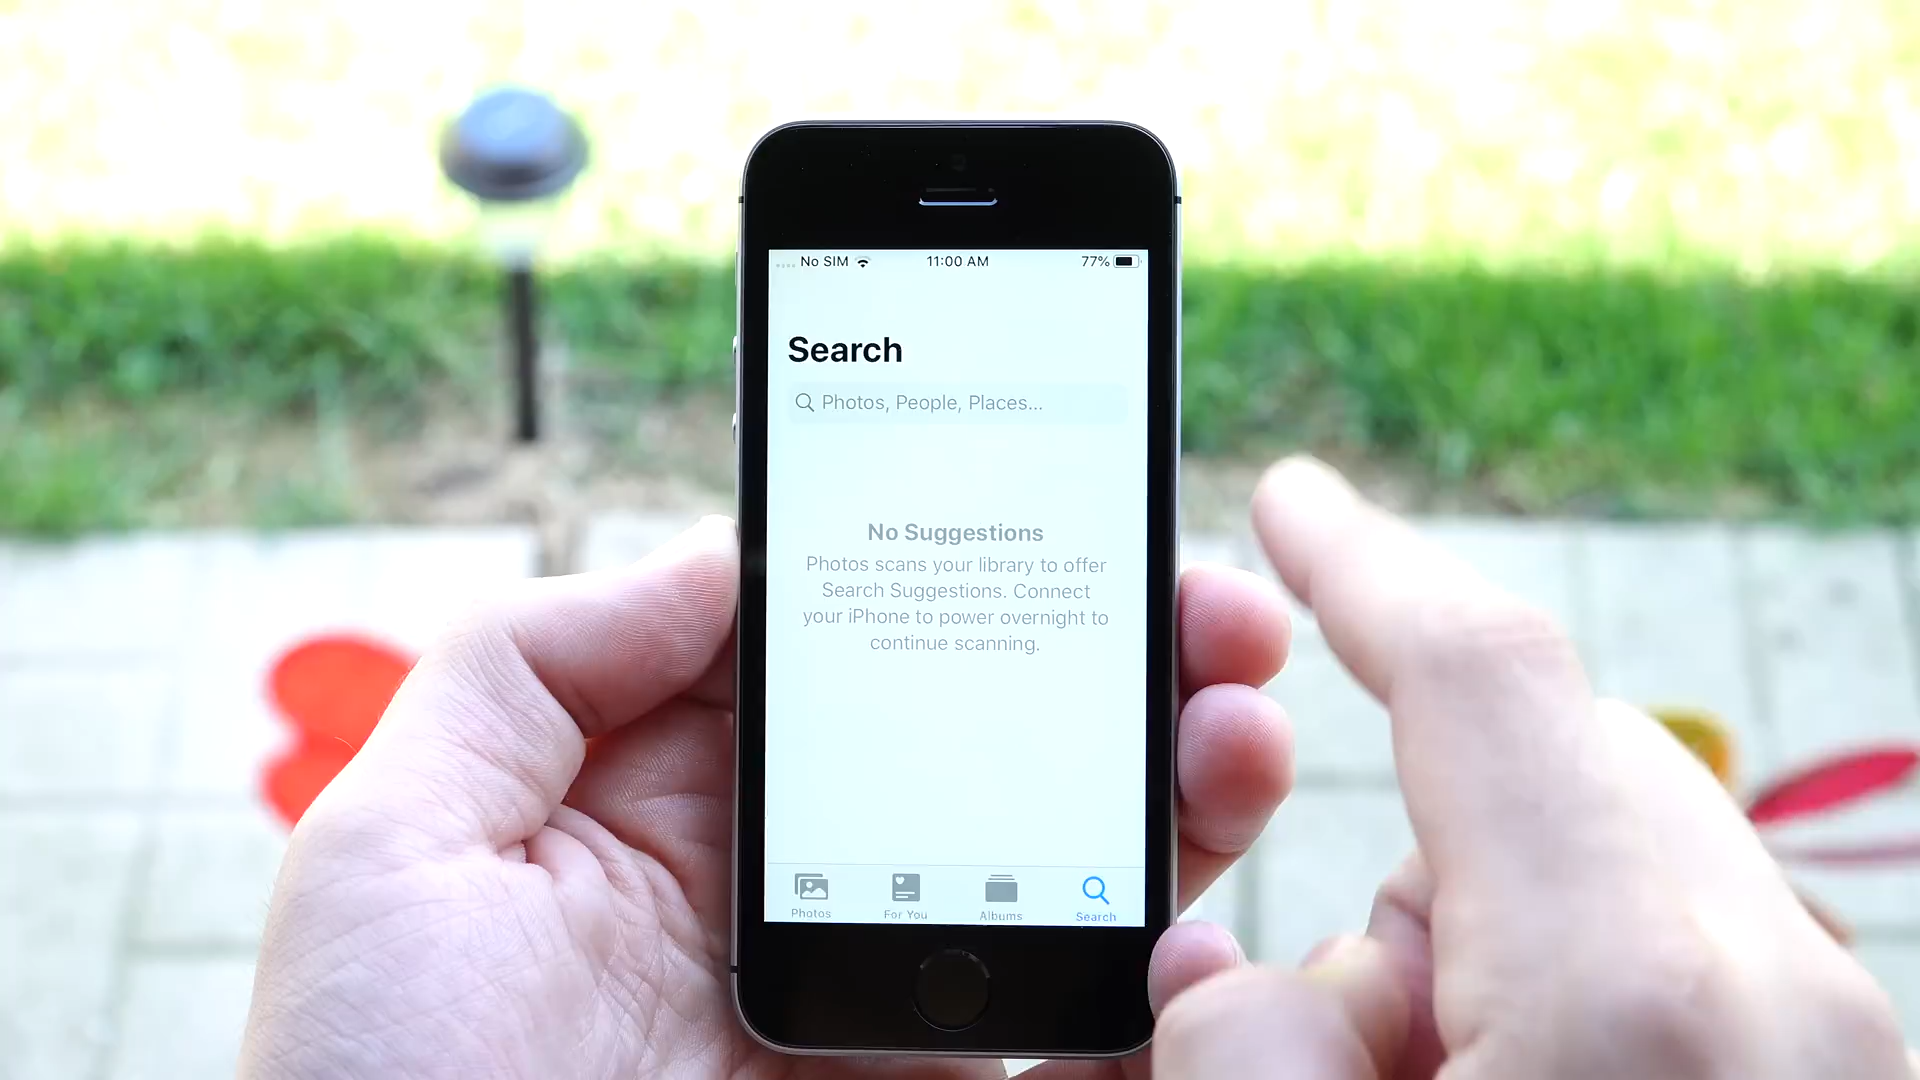 No SIM 11:00 AM 77%
Search
Photos, People, Places...
No Suggestions
Photos scans your library to offer
Search Suggestions. Connect
your iPhone to power overnight to
continue scanning.
Photos For You Albums Search